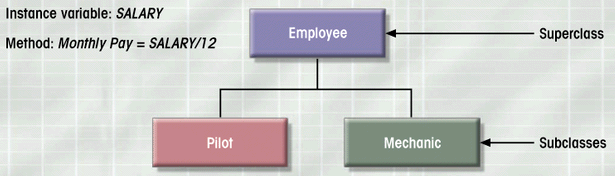 Instance variable: SALARY
Method: Monthly Pay = SALARY/12
Employee
Superclass
Pilot
Mechanic
Subclasses